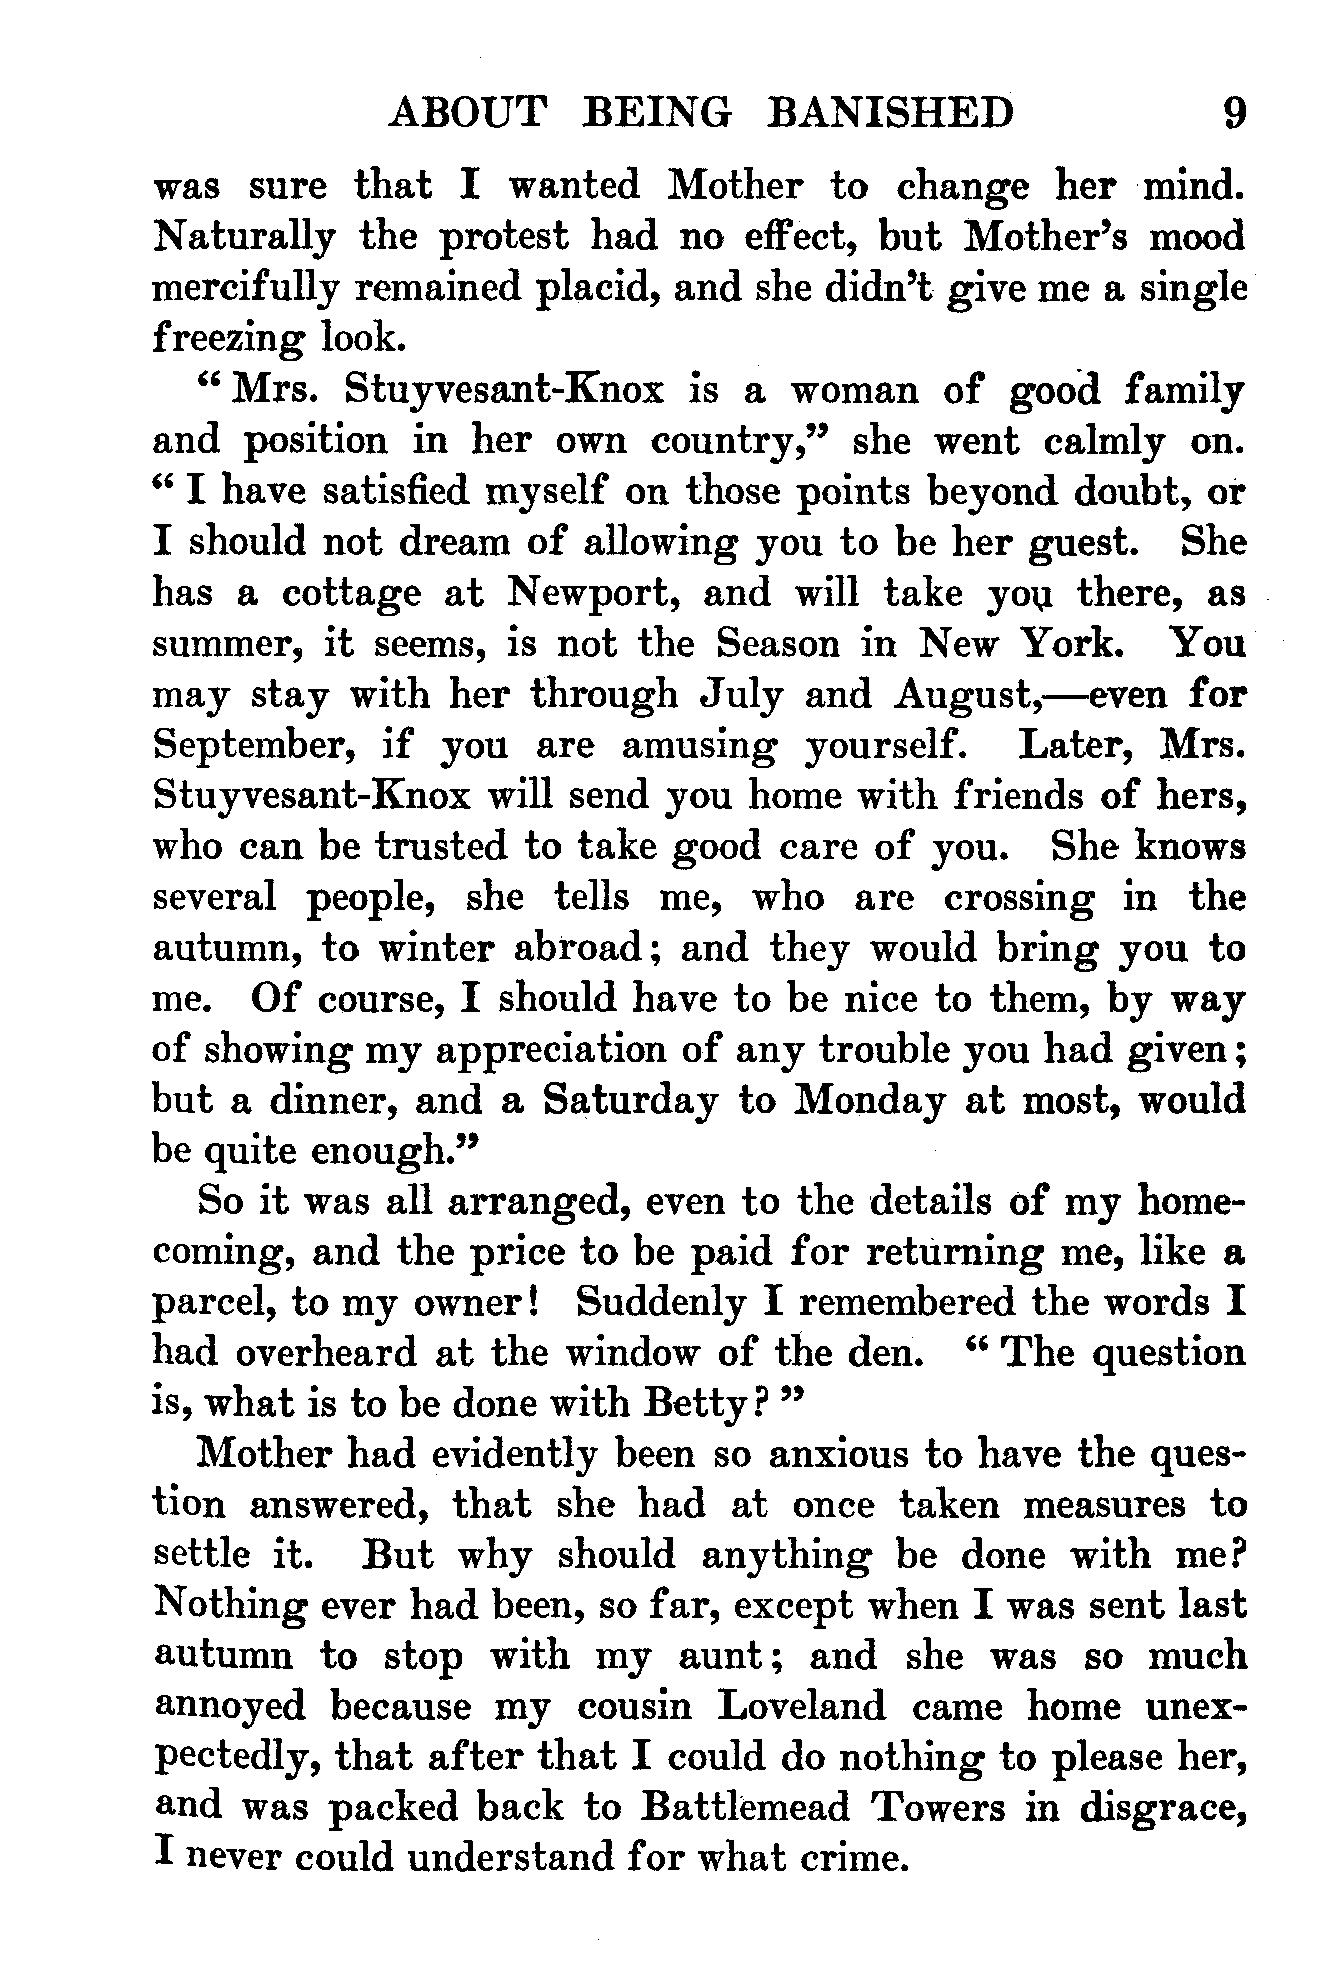 ABOUT BEING BANISHED 9
was sure that I wanted Mother to change her mind.
Naturally the protest had no effect, but Mother's mood
mercifully remained placid, and she didn't give me a single
freezing look.
“ Mrs. Stuyvesant-Knox is a woman of good family
and position in her own country,” she went calmly on.
“ I have satisfied myself on those points beyond doubt, or
I should not dream of allowing you to be her guest. She
has a cottage at Newport, and will take you there, as
summer, it seems, is not the Season in New York. You
may stay with her through July and August,—even for
September, if you are amusing yourself. Later, Mrs.
Stuyvesant-Knox will send you home with friends of hers,
who can be trusted to take good care of you. She knows
several people, she tells me, who are crossing in the
autumn, to winter abroad; and they would bring you to
me. Of course, I should have to be nice to them, by way
of showing my appreciation of any trouble you had given;
but a dinner, and a Saturday to Monday at most, would
be quite enough.”
So it was all arranged, even to the details of my home-
coming, and the price to be paid for returning me, like a
parcel, to my owner! Suddenly I remembered the words I
had overheard at the window of the den. “ The question
is, what is to be done with Betty? ”
Mother had evidently been so anxious to have the ques-
tion answered, that she had at once taken measures to
settle it. But why should anything be done with me?
Nothing ever had been, so far, except when I was sent last
autumn to stop with my aunt; and she was so much
annoyed because my cousin Loveland came home unex-
pectedly, that after that I could do nothing to please her,
and was packed back to Battlemead Towers in disgrace,
I never could understand for what crime.